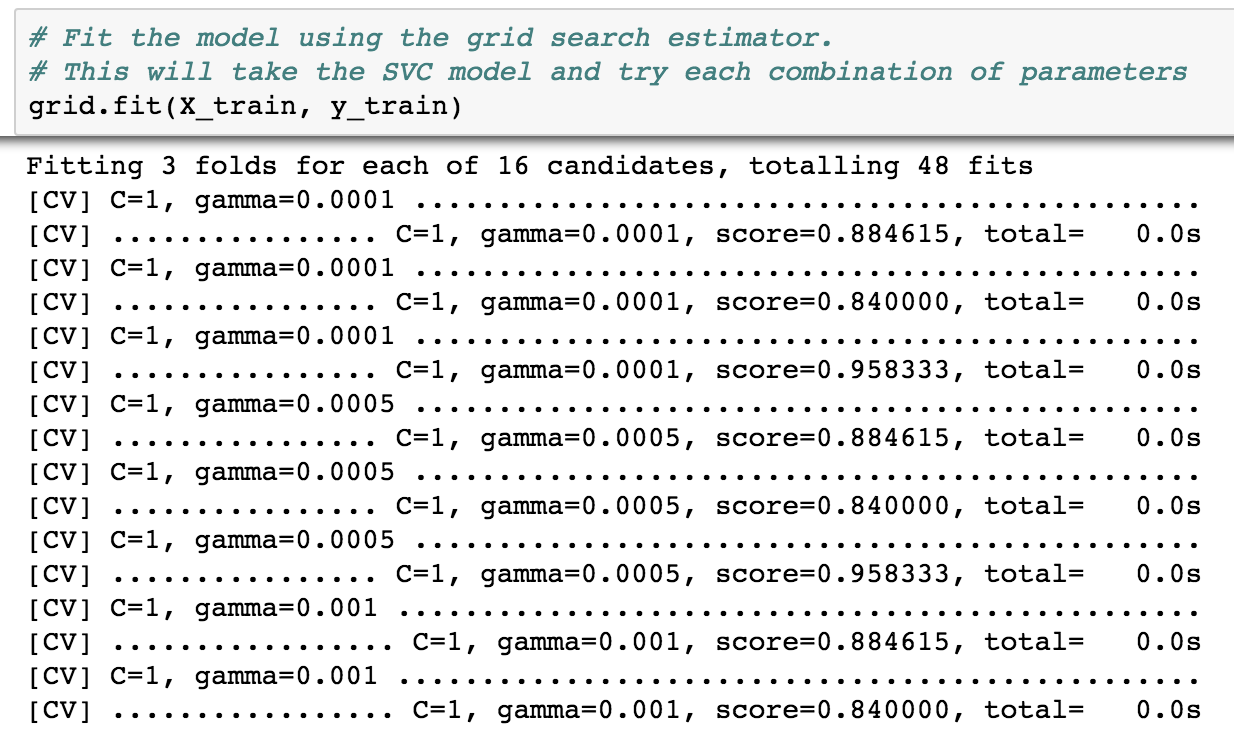 # Fit the model using the grid search estimator.
# This will take the SVC model and try each combination of parameters
grid.fit(X_train, y_train)
Fitting 3 folds for each of 16 candidates, totalling 48 fits
[CV] C=1, gamma=0.0001 ...............................................
[CV] ................ C=1, gamma=0.0001, score=0.884615, total=   0.0s
[CV] C=1, gamma=0.0001 ...............................................
[CV] ................ C=1, gamma=0.0001, score=0.840000, total=   0.0s
[CV] C=1, gamma=0.0001 ...............................................
[CV] ................ C=1, gamma=0.0001, score=0.958333, total=   0.0s
[CV] C=1, gamma=0.0005 ...............................................
[CV] ................ C=1, gamma=0.0005, score=0.884615, total=   0.0s
[CV] C=1, gamma=0.0005 ...............................................
[CV] ................ C=1, gamma=0.0005, score=0.840000, total=   0.0s
[CV] C=1, gamma=0.0005 ...............................................
[CV] ................ C=1, gamma=0.0005, score=0.958333, total=   0.0s
[CV] C=1, gamma=0.001 ................................................
[CV] ................. C=1, gamma=0.001, score=0.884615, total=   0.0s
[CV] C=1, gamma=0.001 ................................................
[CV] ................. C=1, gamma=0.001, score=0.840000, total=   0.0s